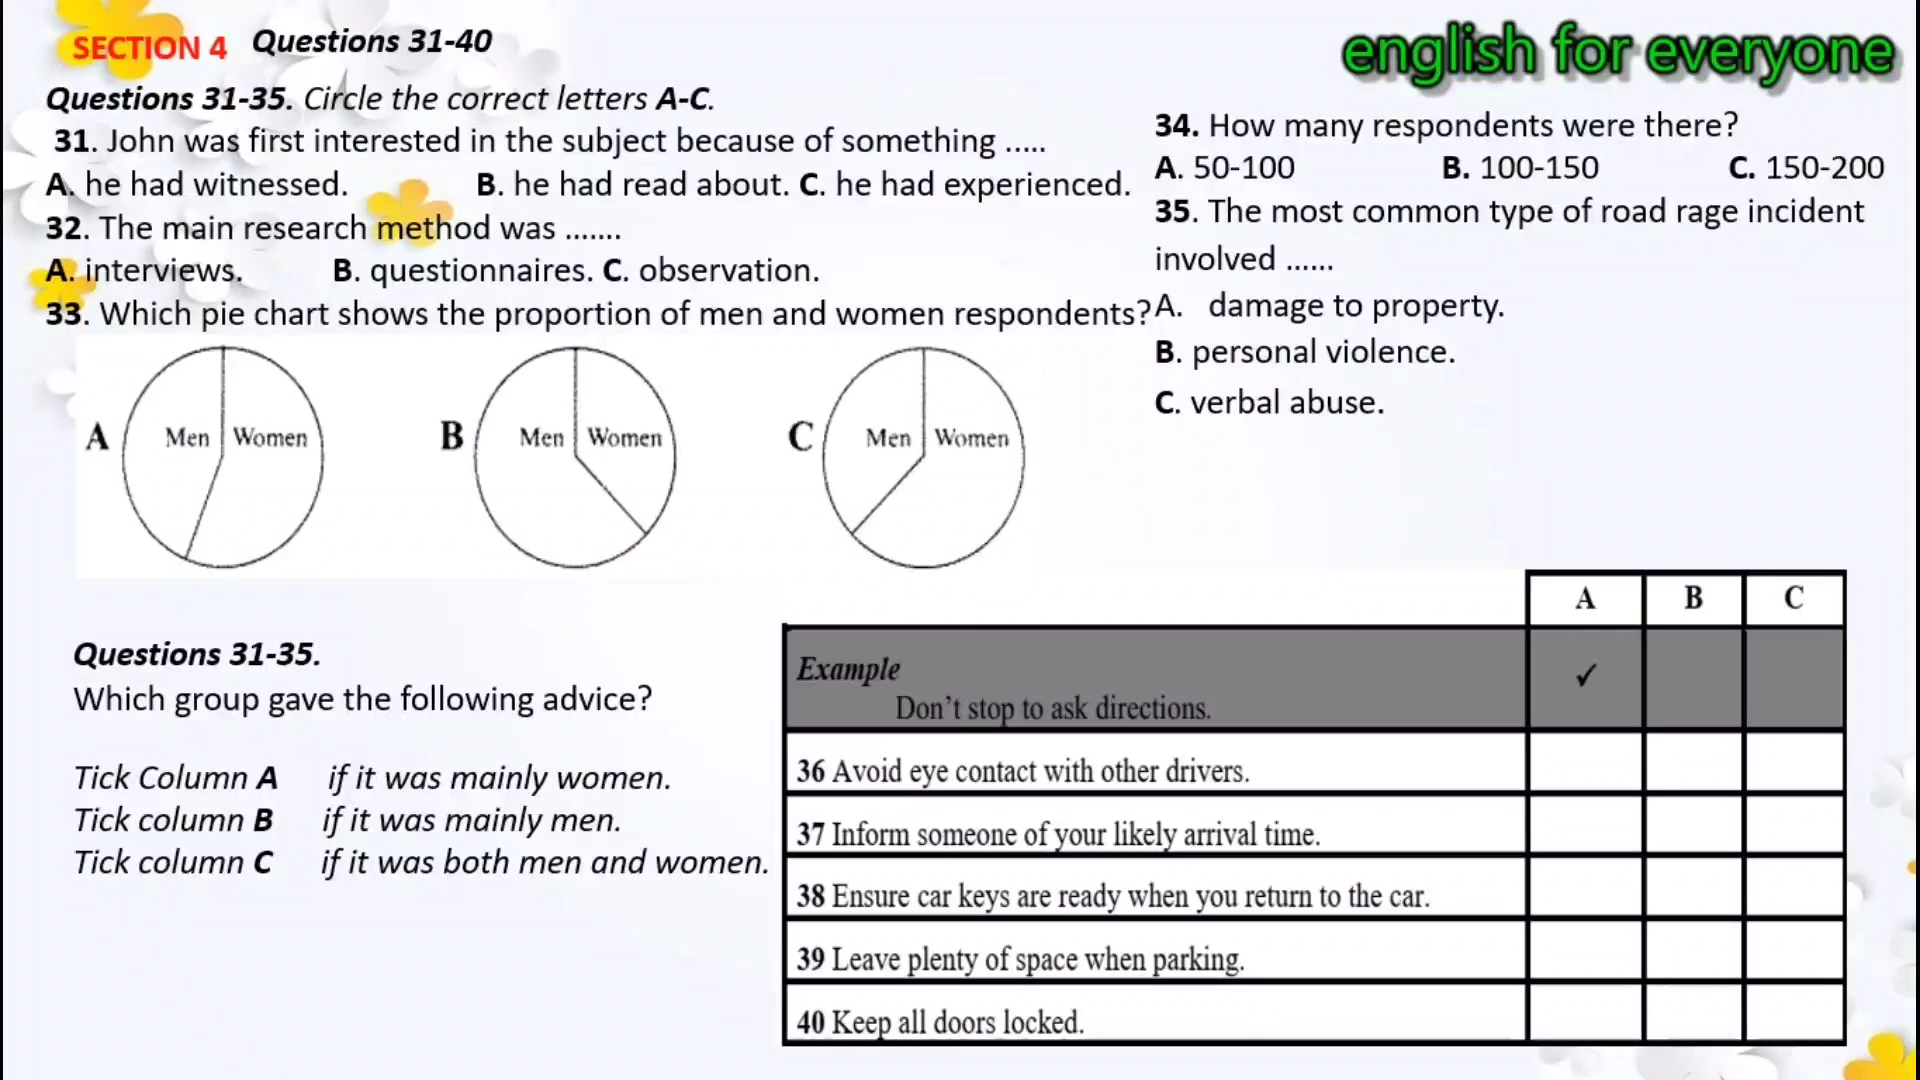 SECTION 4 Questions 31-40
english for everyone
Questions 31-35. Circle the correct letters A-C.
31. John was first interested in the subject because of something .....
A. he had witnessed. B. he had read about. C. he had experienced.
32. The main research method was .......
A. interviews. B. questionnaires. C. observation.
33. Which pie chart shows the proportion of men and women respondents?
A Men Women
B Men Women
C Men Women
34. How many respondents were there?
A. 50-100 B. 100-150 C. 150-200
35. The most common type of road rage incident
involved ......
A. damage to property.
B. personal violence.
C. verbal abuse.
Questions 31-35.
Which group gave the following advice?
Tick Column A if it was mainly women.
Tick column B if it was mainly men.
Tick column C if it was both men and women.
A B C
Example
Don't stop to ask directions. ✓
36 Avoid eye contact with other drivers.
37 Inform someone of your likely arrival time.
38 Ensure car keys are ready when you return to the car.
39 Leave plenty of space when parking.
40 Keep all doors locked.